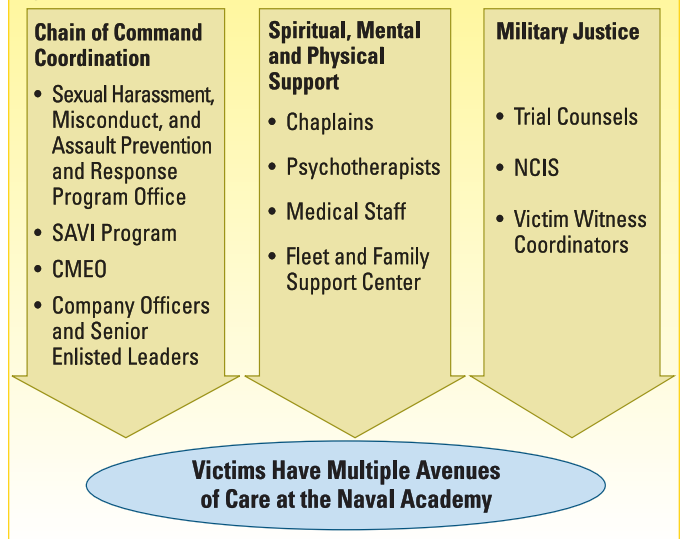 Chain of Command
Coordination
• Sexual Harassment,
Misconduct, and
Assault Prevention
and Response
Program Office
• SAVI Program
• CMEO
• Company Officers
and Senior
Enlisted Leaders
Spiritual, Mental
and Physical
Support
• Chaplains
• Psychotherapists
• Medical Staff
• Fleet and Family
Support Center
Military Justice
• Trial Counsels
• NCIS
• Victim Witness
Coordinators
Victims Have Multiple Avenues
of Care at the Naval Academy